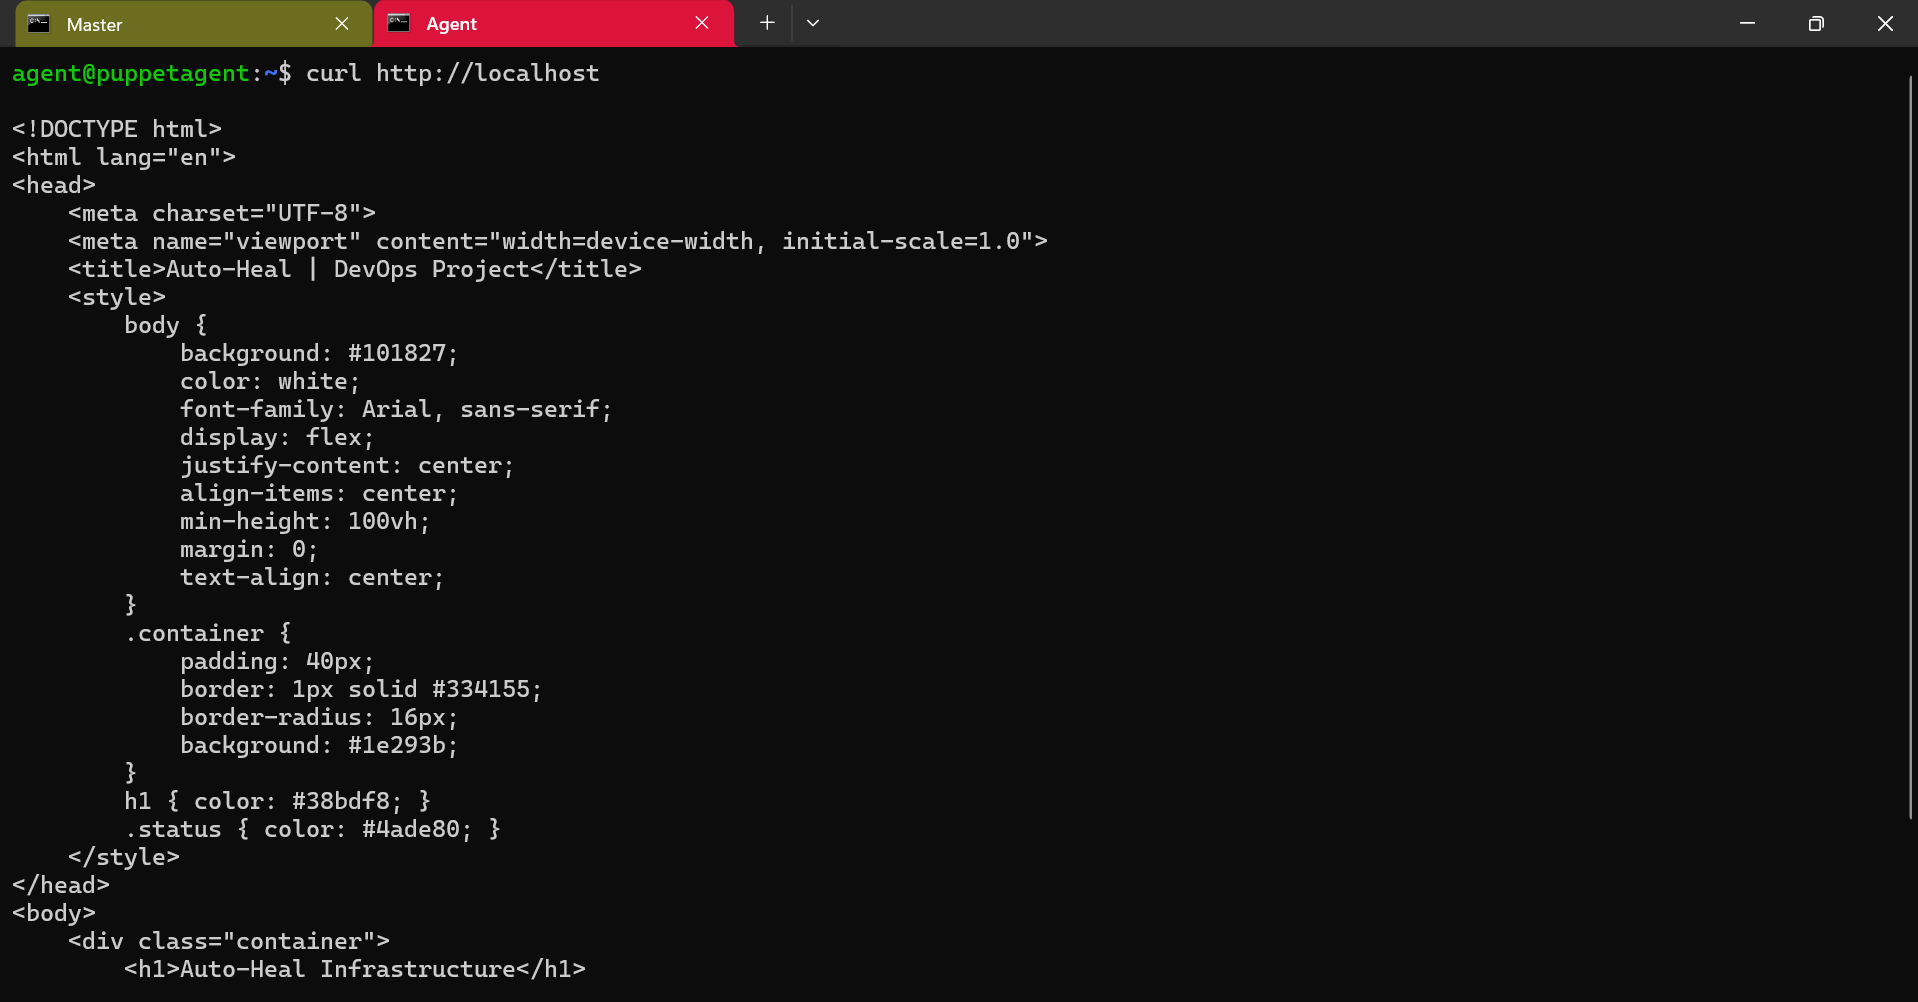 Master
Agent
agent@puppetagent:~$ curl http://localhost
<!DOCTYPE html>
<html lang="en">
<head>
    <meta charset="UTF-8">
    <meta name="viewport" content="width=device-width, initial-scale=1.0">
    <title>Auto-Heal | DevOps Project</title>
    <style>
        body {
            background: #101827;
            color: white;
            font-family: Arial, sans-serif;
            display: flex;
            justify-content: center;
            align-items: center;
            min-height: 100vh;
            margin: 0;
            text-align: center;
        }
        .container {
            padding: 40px;
            border: 1px solid #334155;
            border-radius: 16px;
            background: #1e293b;
        }
        h1 { color: #38bdf8; }
        .status { color: #4ade80; }
    </style>
</head>
<body>
    <div class="container">
        <h1>Auto-Heal Infrastructure</h1>